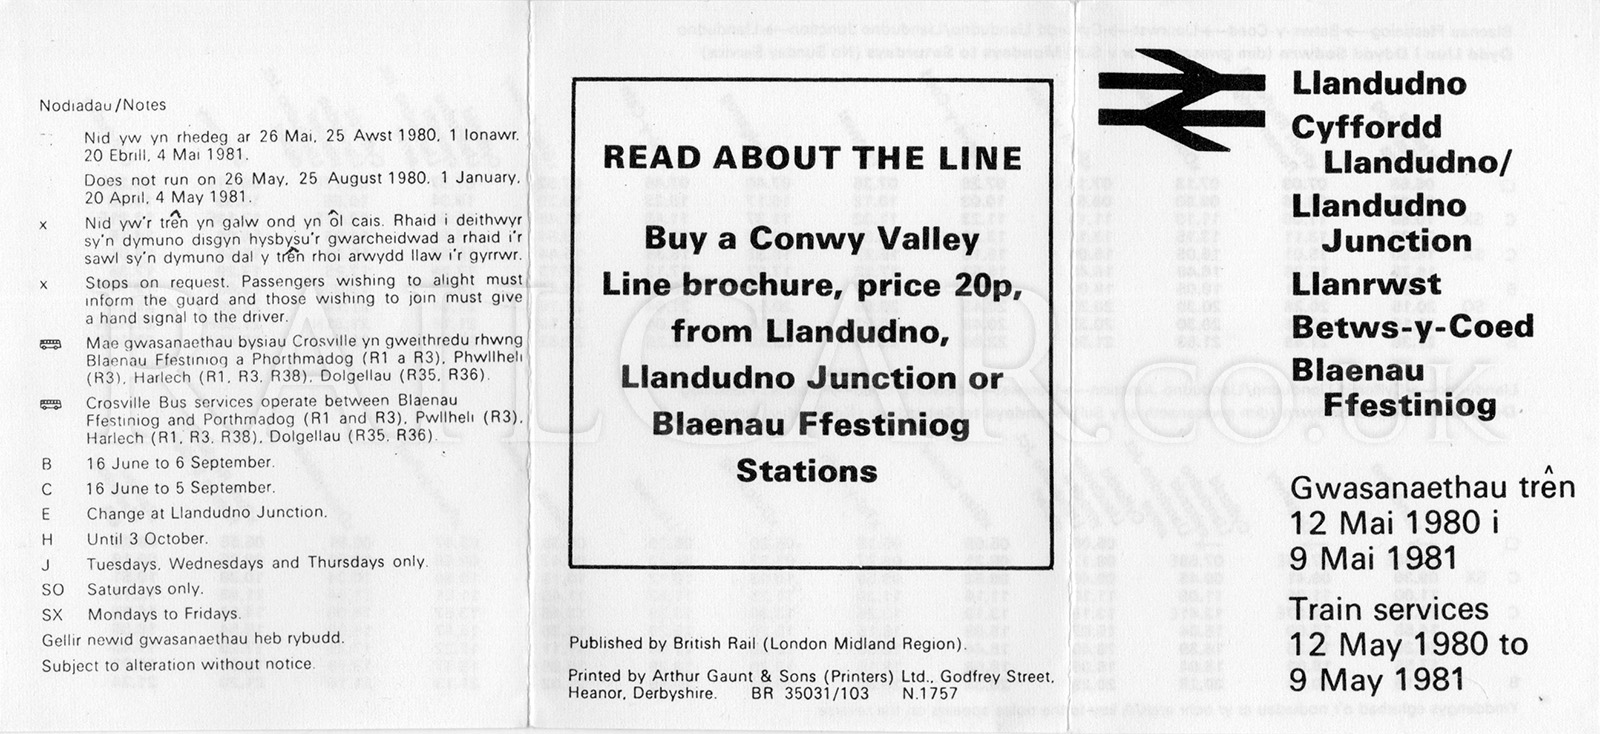 Nodiadau/Notes
Nid yw yn rhedeg ar 26 Mai, 25 Awst 1980, 1 Ionawr,
20 Ebrill, 4 Mai 1981.
Does not run on 26 May, 25 August 1980, 1 January,
20 April, 4 May 1981.
x Nid yw'r trên yn galw ond yn ôl cais. Rhaid i deithwyr
sy'n dymuno disgyn hysbysu'r gwarcheidwad a rhaid i'r
sawl sy'n dymuno dal y trên rhoi arwydd llaw i'r gyrrwr.
x Stops on request. Passengers wishing to alight must
inform the guard and those wishing to join must give
a hand signal to the driver.
Mae gwasanaethau bysiau Crosville yn gweithredu rhwng
Blaenau Ffestiniog a Phorthmadog (R1 a R3), Phwllheli
(R3), Harlech (R1, R3, R38), Dolgellau (R35, R36).
Crosville Bus services operate between Blaenau
Ffestiniog and Porthmadog (R1 and R3), Pwllheli (R3),
Harlech (R1, R3, R38), Dolgellau (R35, R36).
B 16 June to 6 September.
C 16 June to 5 September.
E Change at Llandudno Junction.
H Until 3 October.
J Tuesdays, Wednesdays and Thursdays only.
SO Saturdays only.
SX Mondays to Fridays.
Gellir newid gwasanaethau heb rybudd.
Subject to alteration without notice.
READ ABOUT THE LINE
Buy a Conwy Valley
Line brochure, price 20p,
from Llandudno,
Llandudno Junction or
Blaenau Ffestiniog
Stations
Published by British Rail (London Midland Region).
Printed by Arthur Gaunt & Sons (Printers) Ltd., Godfrey Street,
Heanor, Derbyshire. BR 35031/103 N.1757
Llandudno
Cyffordd
Llandudno/
Llandudno
Junction
Llanrwst
Betws-y-Coed
Blaenau
Ffestiniog
Gwasanaethau trên
12 Mai 1980 i
9 Mai 1981
Train services
12 May 1980 to
9 May 1981
RAILCAR.co.uk